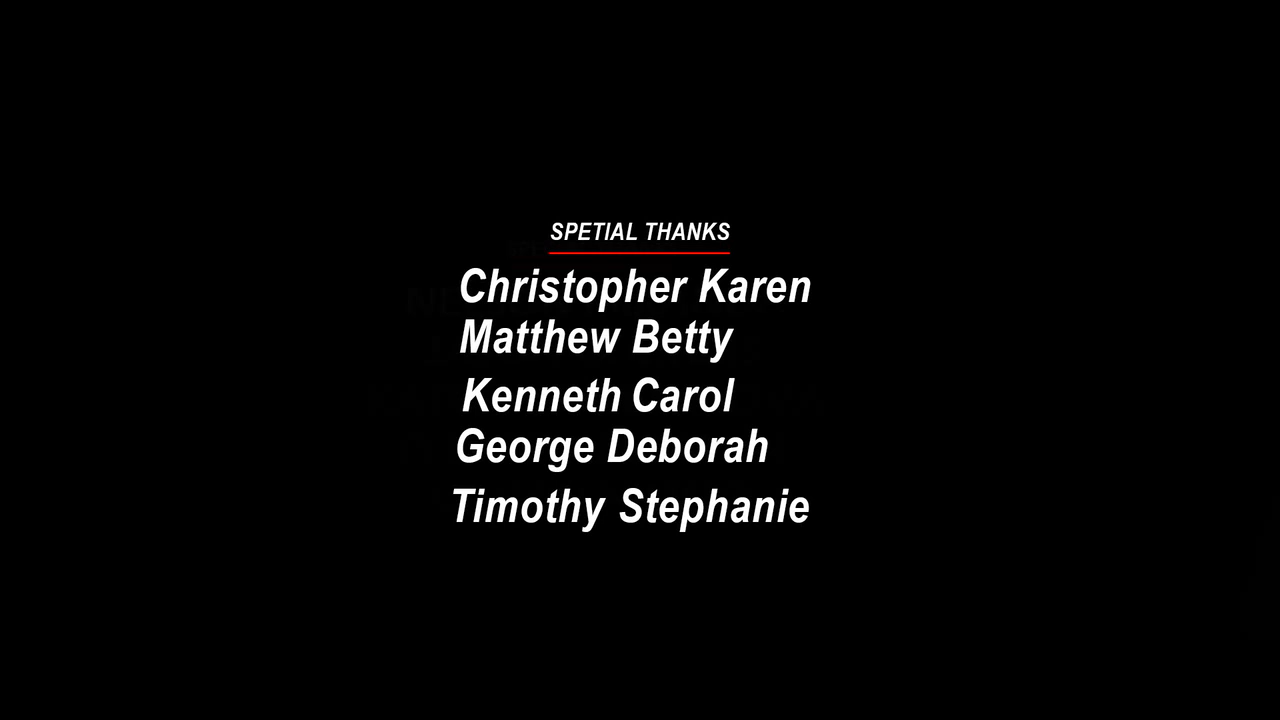 SPETIAL THANKS
Christopher Karen
Matthew Betty
Kenneth Carol
George Deborah
Timothy Stephanie